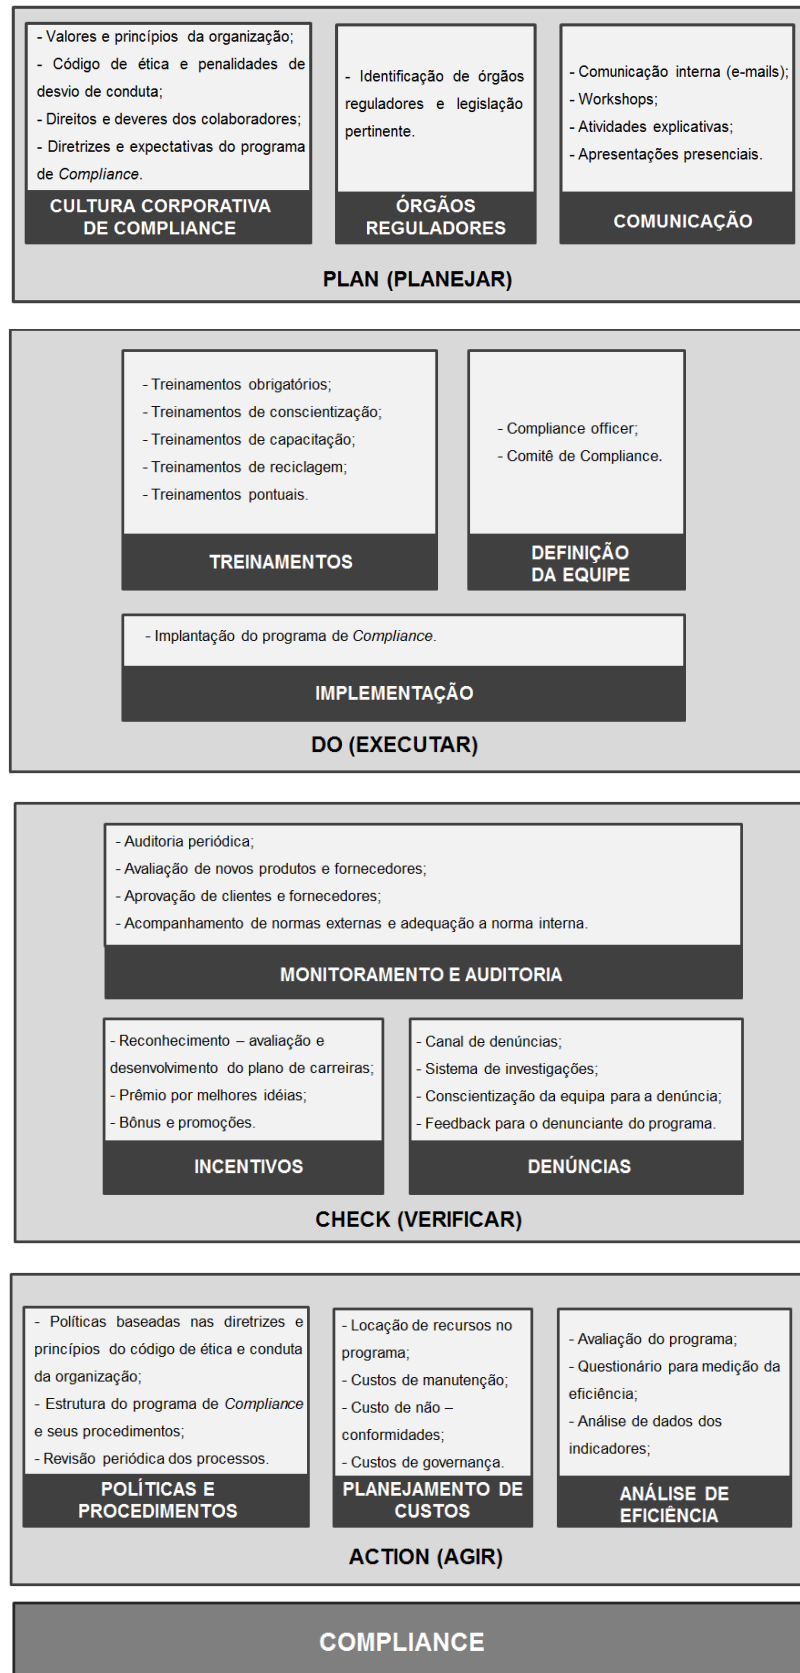 - Valores e princípios da organização;
- Código de ética e penalidades de
desvio de conduta;
- Direitos e deveres dos colaboradores;
- Diretrizes e expectativas do programa
de Compliance.
CULTURA CORPORATIVA
DE COMPLIANCE
- Identificação de órgãos
reguladores e legislação
pertinente.
ÓRGÃOS
REGULADORES
- Comunicação interna (e-mails);
- Workshops;
- Atividades explicativas;
- Apresentações presenciais.
COMUNICAÇÃO
PLAN (PLANEJAR)
- Treinamentos obrigatórios;
- Treinamentos de conscientização;
- Treinamentos de capacitação;
- Treinamentos de reciclagem;
- Treinamentos pontuais.
TREINAMENTOS
- Compliance officer;
- Comitê de Compliance.
DEFINIÇÃO
DA EQUIPE
- Implantação do programa de Compliance.
IMPLEMENTAÇÃO
DO (EXECUTAR)
- Auditoria periódica;
- Avaliação de novos produtos e fornecedores;
- Aprovação de clientes e fornecedores;
- Acompanhamento de normas externas e adequação a norma interna.
MONITORAMENTO E AUDITORIA
- Reconhecimento – avaliação e
desenvolvimento do plano de carreiras;
- Prêmio por melhores idéias;
- Bônus e promoções.
INCENTIVOS
- Canal de denúncias;
- Sistema de investigações;
- Conscientização da equipa para a denúncia;
- Feedback para o denunciante do programa.
DENÚNCIAS
CHECK (VERIFICAR)
- Políticas baseadas nas diretrizes e
princípios do código de ética e conduta
da organização;
- Estrutura do programa de Compliance
e seus procedimentos;
- Revisão periódica dos processos.
POLÍTICAS E
PROCEDIMENTOS
- Locação de recursos no
programa;
- Custos de manutenção;
- Custo de não –
conformidades;
- Custos de governança.
PLANEJAMENTO DE
CUSTOS
- Avaliação do programa;
- Questionário para medição da
eficiência;
- Análise de dados dos
indicadores;
ANÁLISE DE
EFICIÊNCIA
ACTION (AGIR)
COMPLIANCE